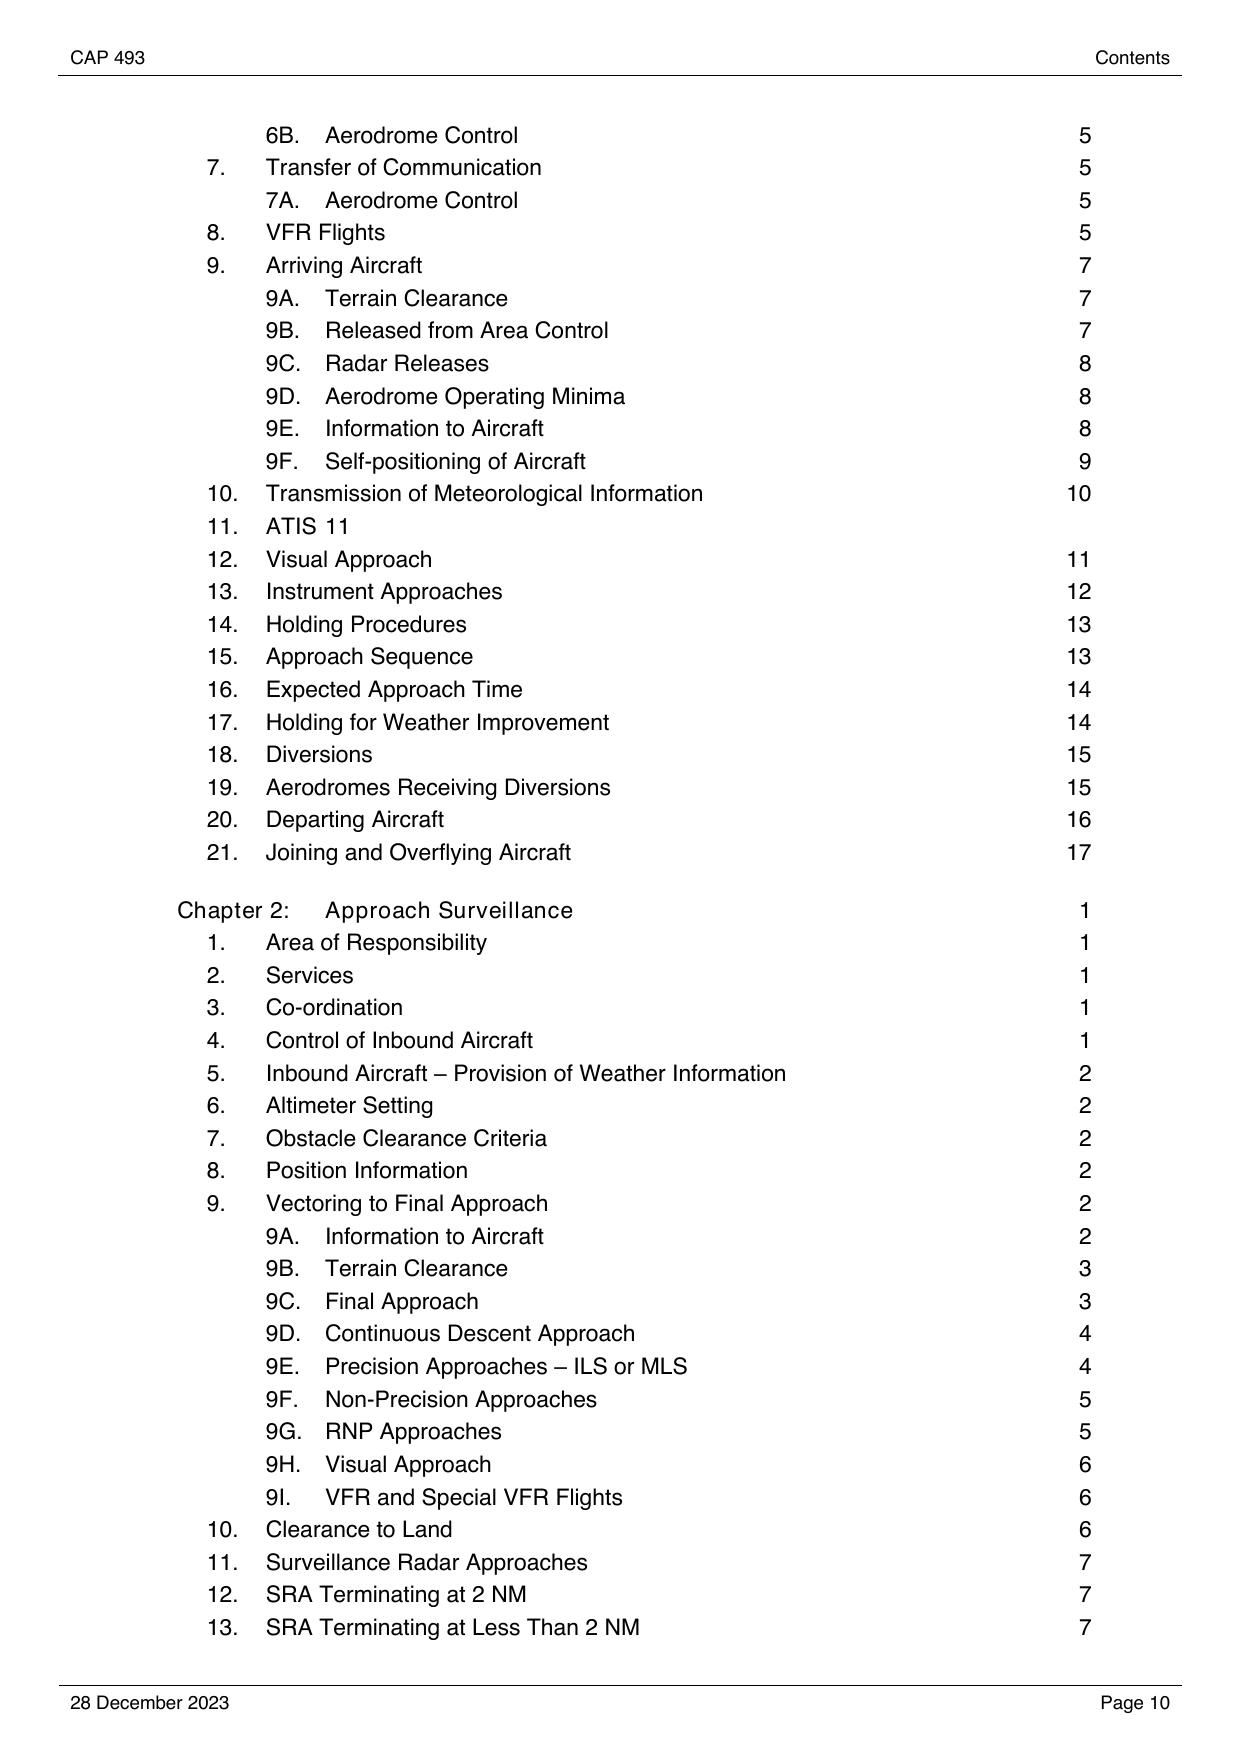 CAP 493 Contents
6B. Aerodrome Control 5
7. Transfer of Communication 5
7A. Aerodrome Control 5
8. VFR Flights 5
9. Arriving Aircraft 7
9A. Terrain Clearance 7
9B. Released from Area Control 7
9C. Radar Releases 8
9D. Aerodrome Operating Minima 8
9E. Information to Aircraft 8
9F. Self-positioning of Aircraft 9
10. Transmission of Meteorological Information 10
11. ATIS 11
12. Visual Approach 11
13. Instrument Approaches 12
14. Holding Procedures 13
15. Approach Sequence 13
16. Expected Approach Time 14
17. Holding for Weather Improvement 14
18. Diversions 15
19. Aerodromes Receiving Diversions 15
20. Departing Aircraft 16
21. Joining and Overflying Aircraft 17
Chapter 2: Approach Surveillance 1
1. Area of Responsibility 1
2. Services 1
3. Co-ordination 1
4. Control of Inbound Aircraft 1
5. Inbound Aircraft – Provision of Weather Information 2
6. Altimeter Setting 2
7. Obstacle Clearance Criteria 2
8. Position Information 2
9. Vectoring to Final Approach 2
9A. Information to Aircraft 2
9B. Terrain Clearance 3
9C. Final Approach 3
9D. Continuous Descent Approach 4
9E. Precision Approaches – ILS or MLS 4
9F. Non-Precision Approaches 5
9G. RNP Approaches 5
9H. Visual Approach 6
9I. VFR and Special VFR Flights 6
10. Clearance to Land 6
11. Surveillance Radar Approaches 7
12. SRA Terminating at 2 NM 7
13. SRA Terminating at Less Than 2 NM 7
28 December 2023 Page 10